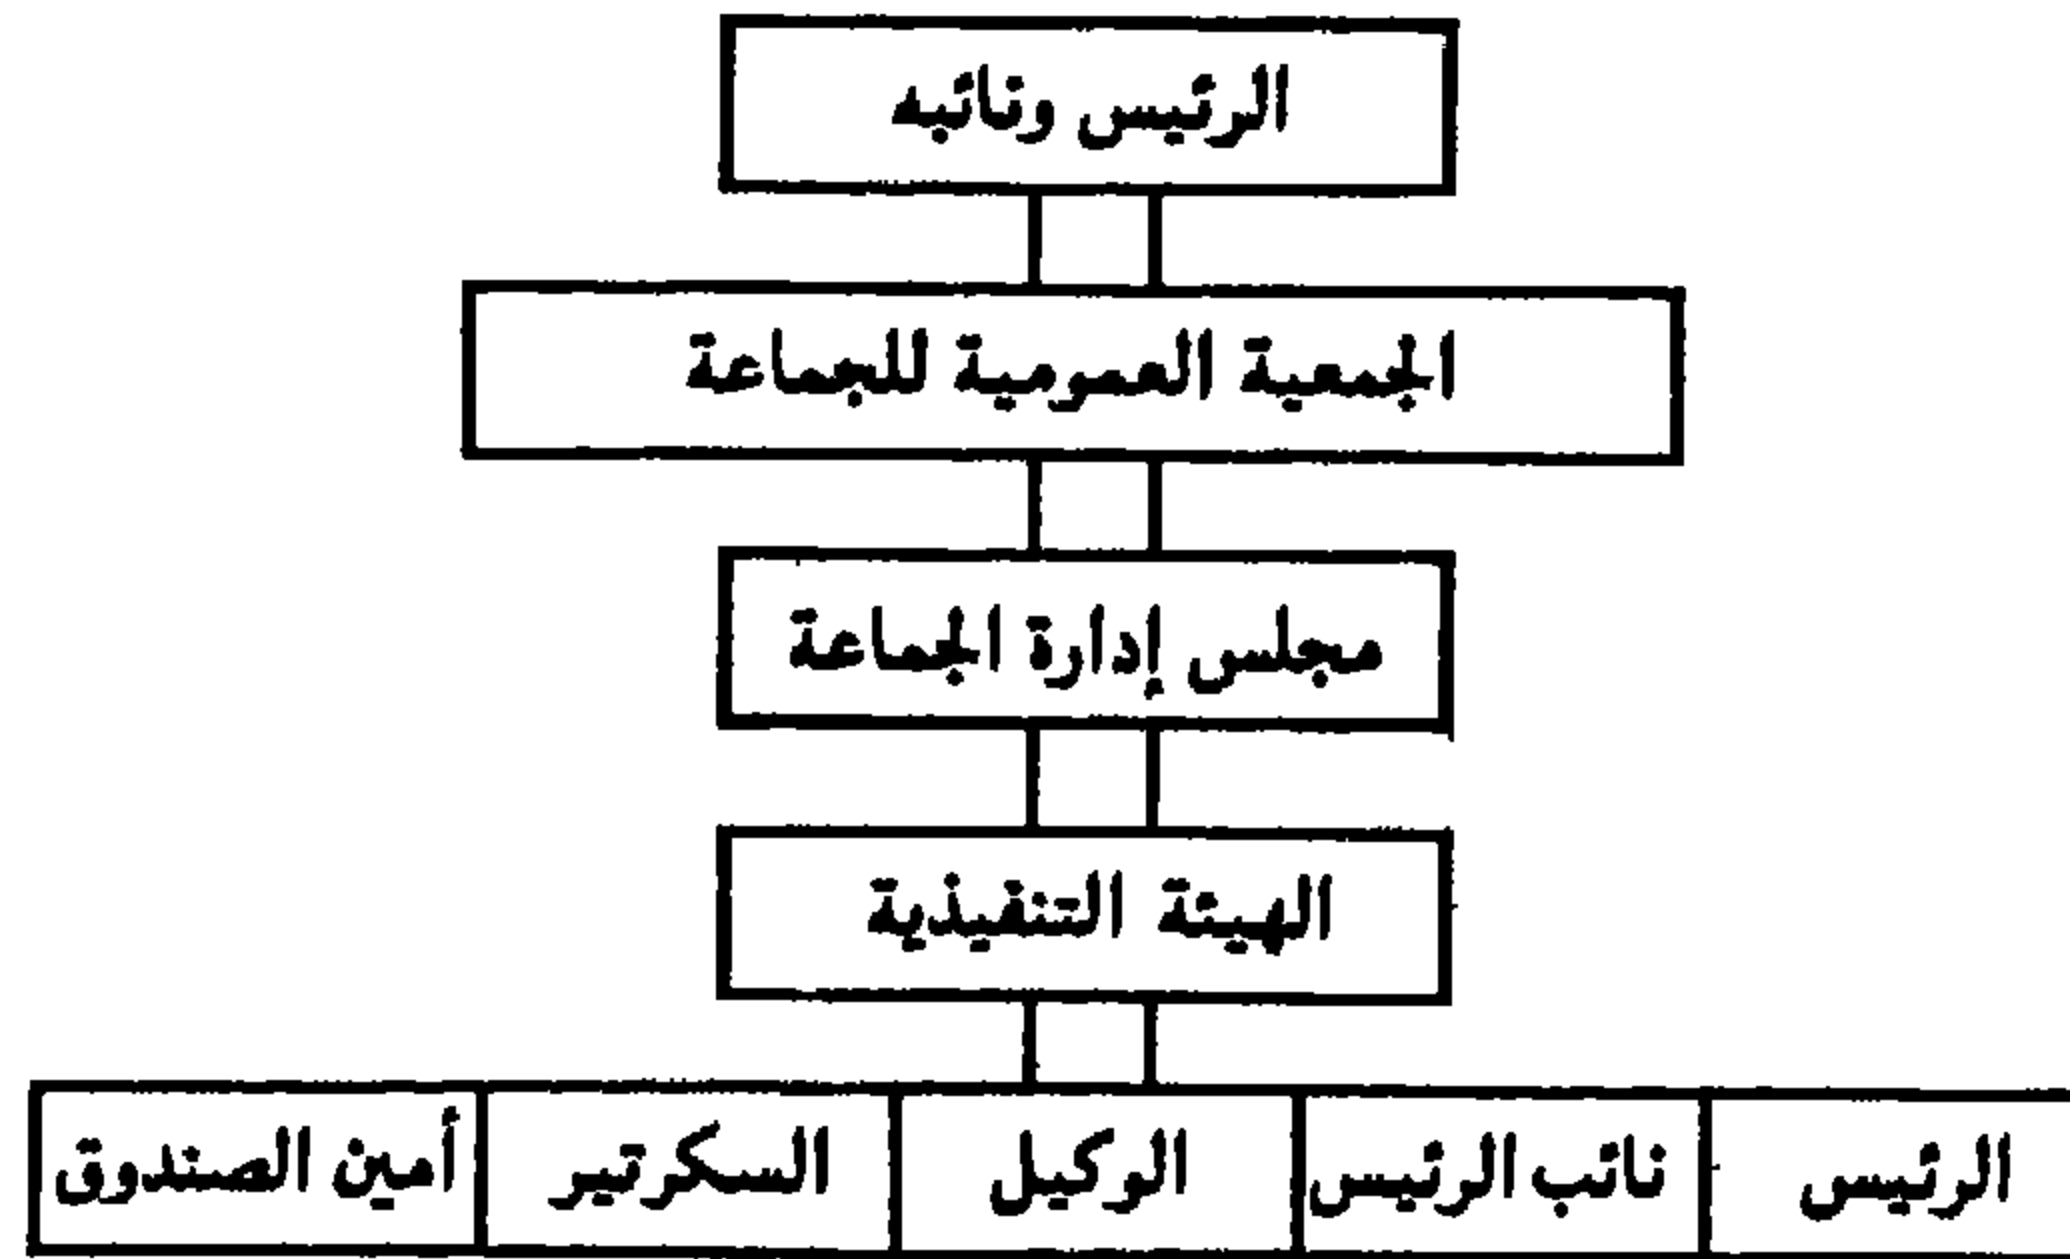 الرئيس ونائبه
الجمعية العمومية للجماعة
مجلس إدارة الجماعة
الهيئة التنفيذية
الرئيس
نائب الرئيس
الوكيل
السكرتير
أمين الصندوق